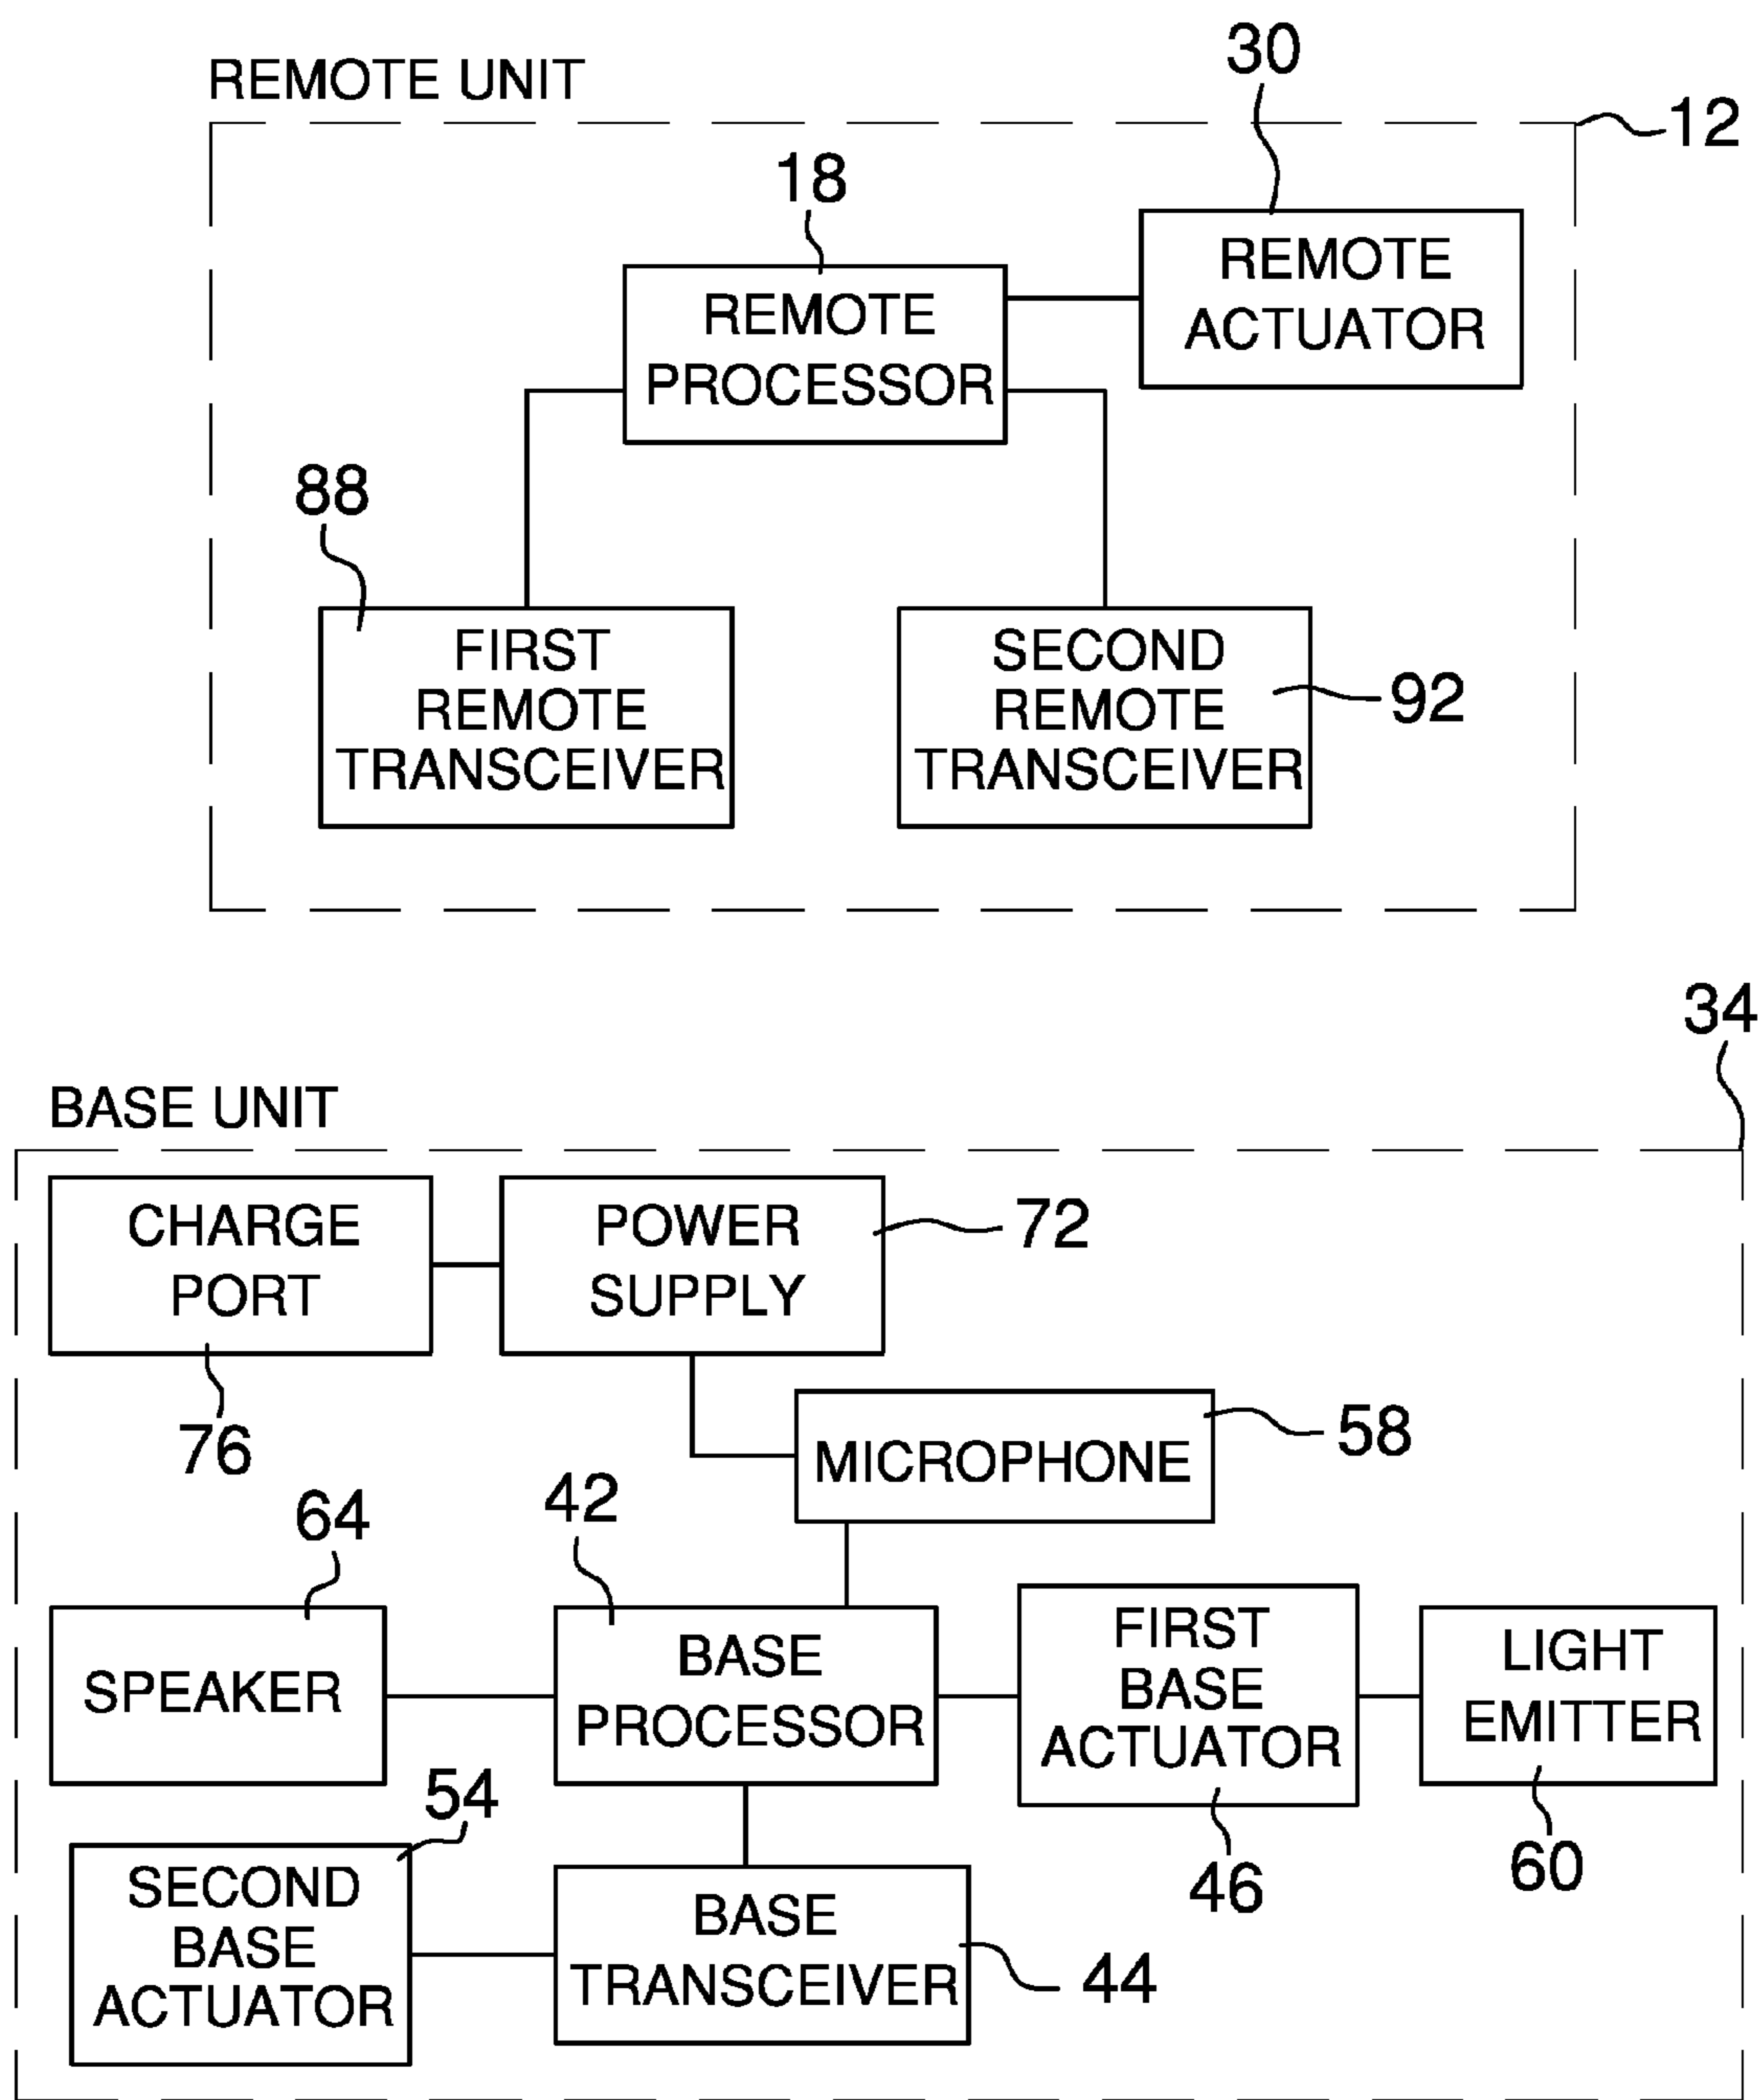 30
REMOTE UNIT
12
18
REMOTE
ACTUATOR
REMOTE
PROCESSOR
88
FIRST
REMOTE
TRANSCEIVER
SECOND
REMOTE
TRANSCEIVER
92
34
BASE UNIT
CHARGE
PORT
POWER
SUPPLY
72
76
MICROPHONE
58
64
42
SPEAKER
BASE
PROCESSOR
FIRST
BASE
ACTUATOR
LIGHT
EMITTER
54
46
60
SECOND
BASE
ACTUATOR
BASE
TRANSCEIVER
44